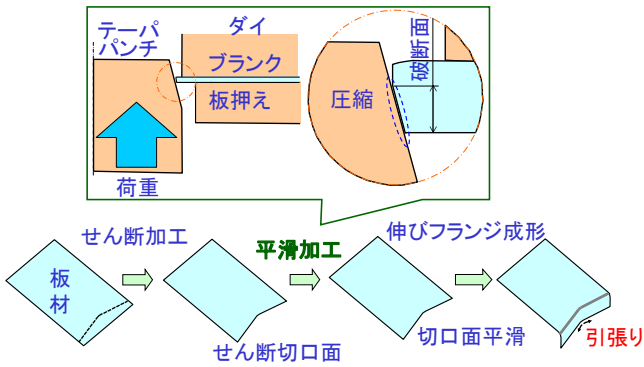 テーパ
パンチ
ダイ
ブランク
板押え
荷重
圧縮
破断面
せん断加工
平滑加工
伸びフランジ成形
板
材
せん断切口面
切口面平滑
引張り